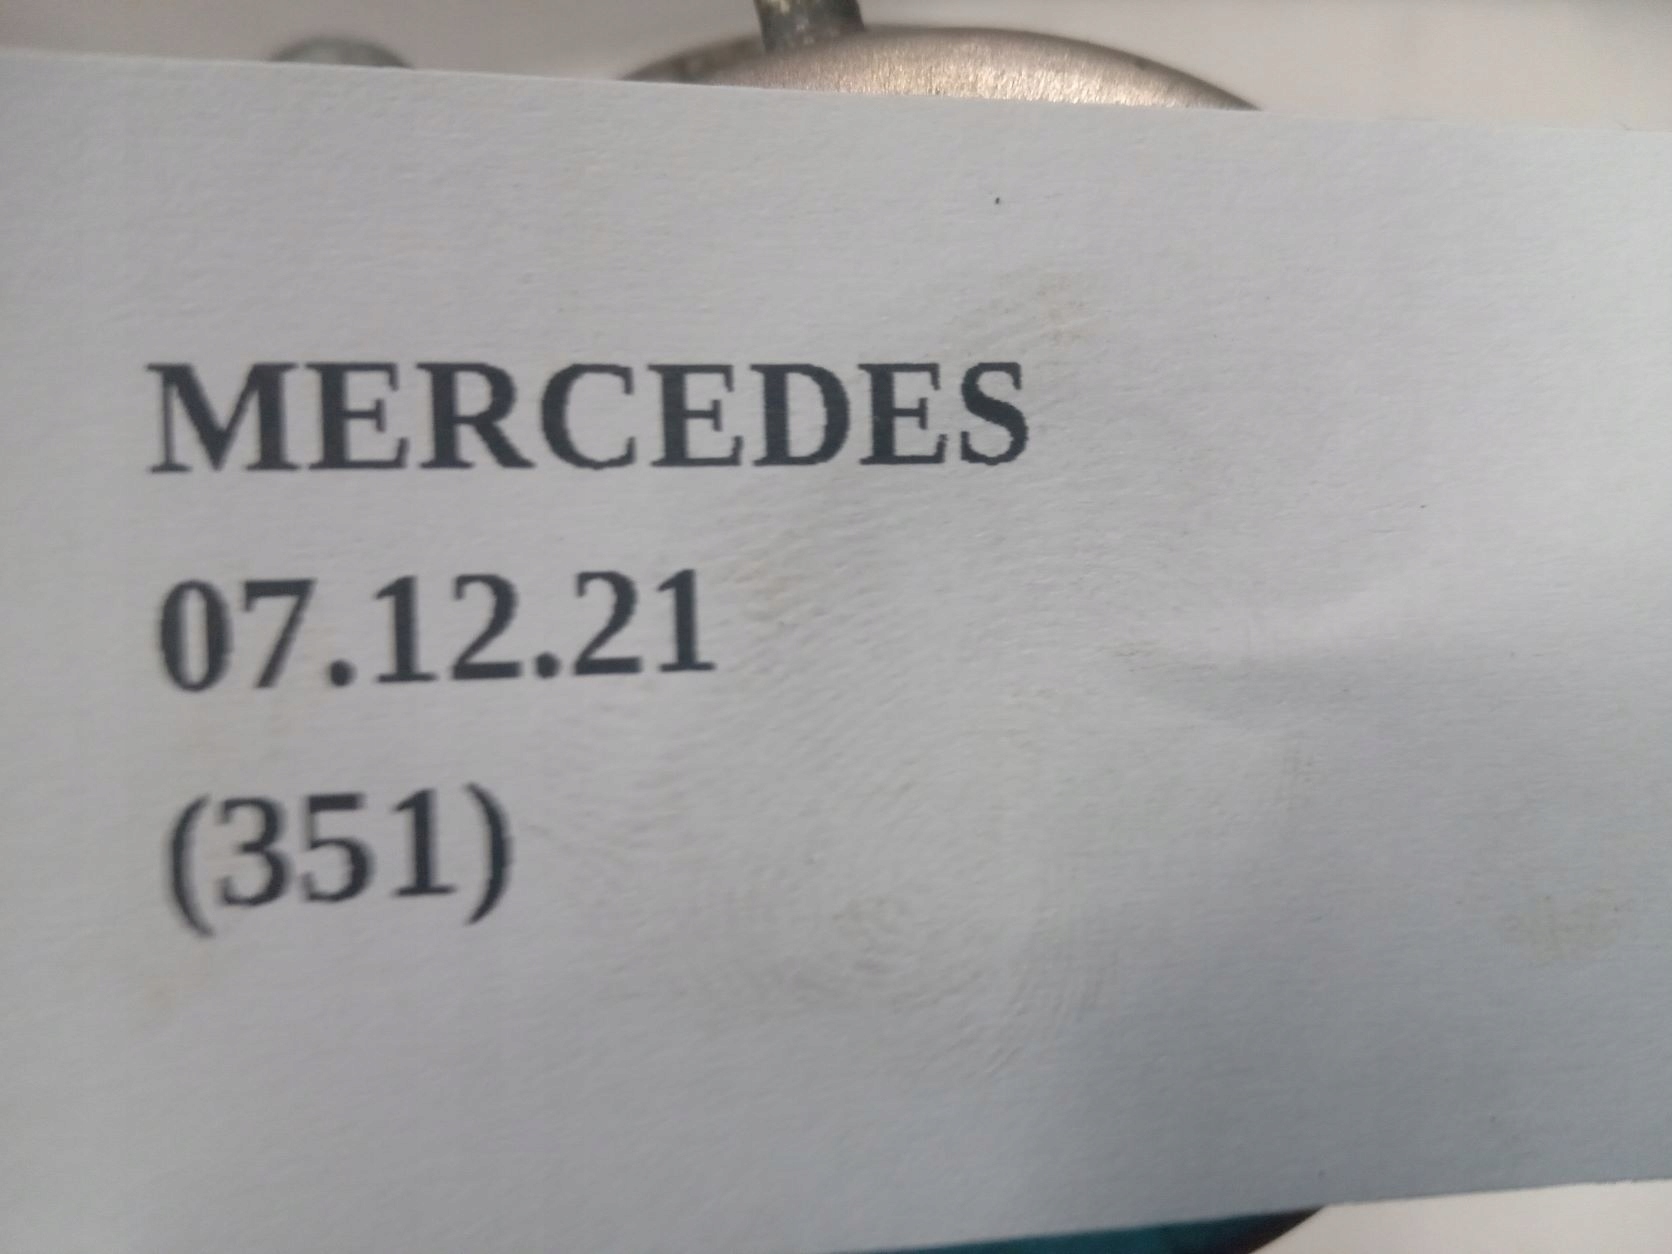 MERCEDES
07.12.21
(351)